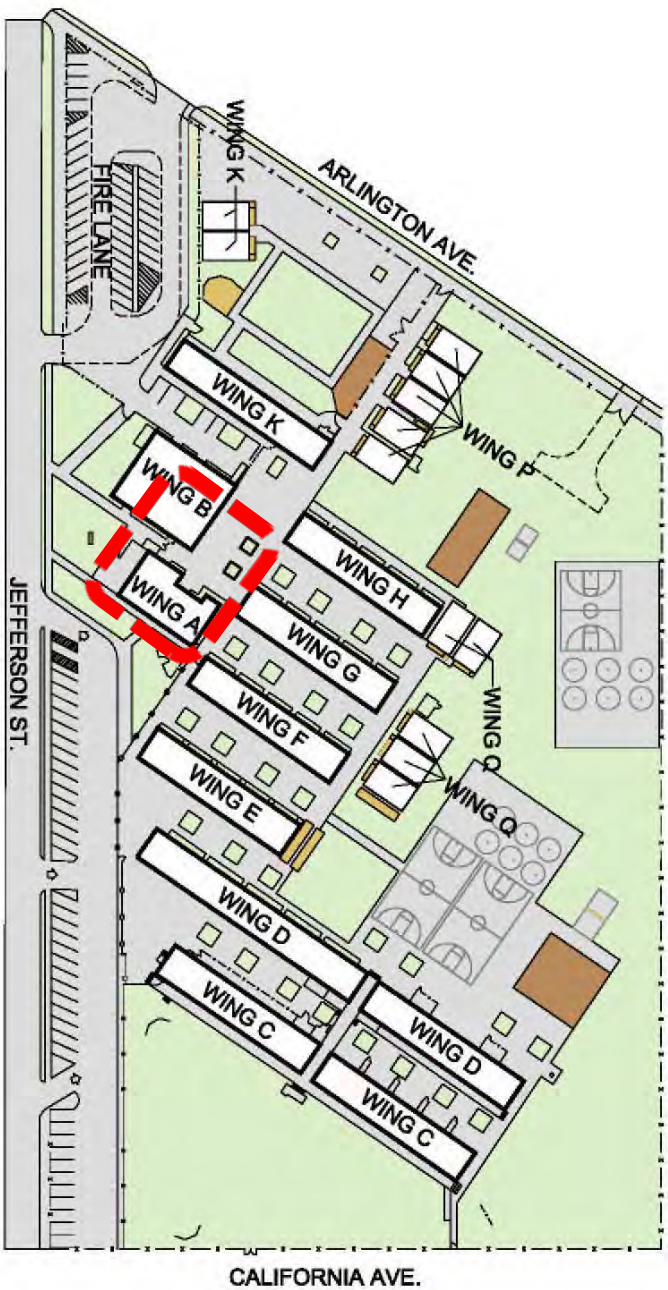 WING K
ARLINGTON AVE.
FIRE LANE
WING K
WING P
WING B
WING H
WING A
WING G
JEFFERSON ST.
WING F
WING Q
WING E
WING Q
WING D
WING C
WING D
WING C
CALIFORNIA AVE.